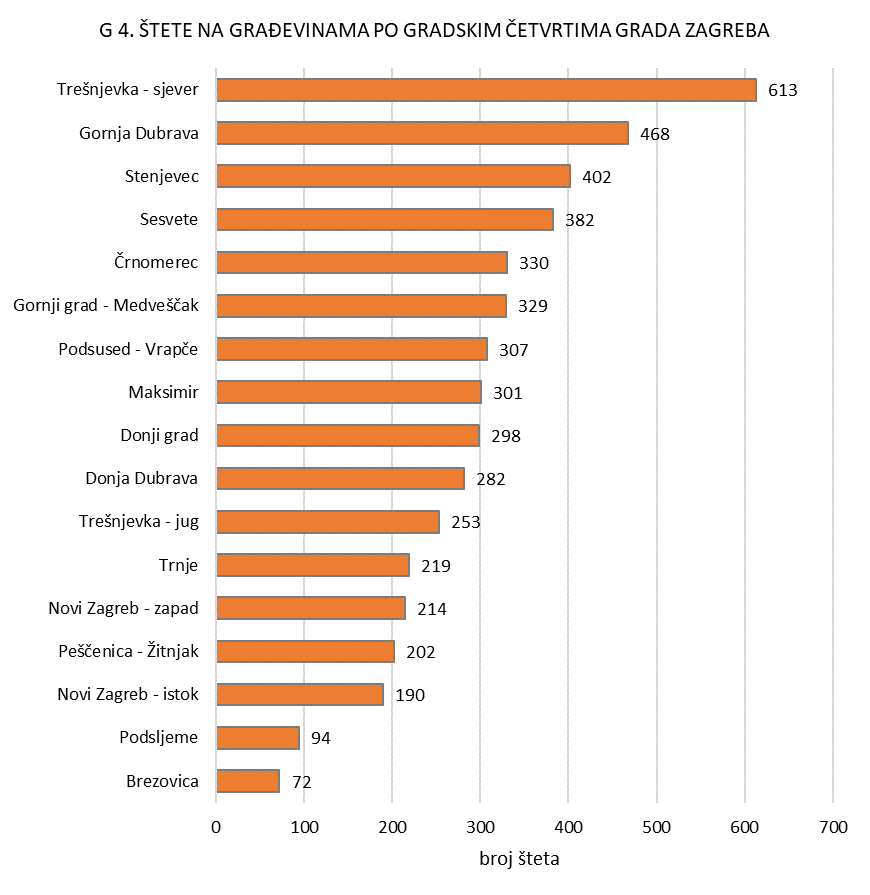 G 4. ŠTETE NA GRAĐEVINAMA PO GRADSKIM ČETVRTIMA GRADA ZAGREBA
Trešnjevka - sjever 613
Gornja Dubrava 468
Stenjevec 402
Sesvete 382
Črnomerec 330
Gornji grad - Medveščak 329
Podsused - Vrapče 307
Maksimir 301
Donji grad 298
Donja Dubrava 282
Trešnjevka - jug 253
Trnje 219
Novi Zagreb - zapad 214
Peščenica - Žitnjak 202
Novi Zagreb - istok 190
Podsljeme 94
Brezovica 72
0 100 200 300 400 500 600 700
broj šteta